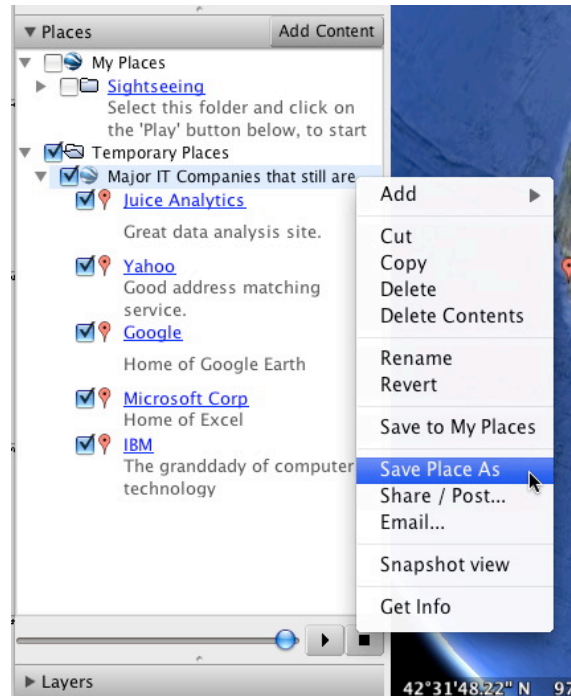 Places
Add Content
My Places
Sightseeing
Select this folder and click on
the 'Play' button below, to start
Temporary Places
Major IT Companies that still are
Juice Analytics
Great data analysis site.
Yahoo
Good address matching
service.
Google
Home of Google Earth
Microsoft Corp
Home of Excel
IBM
The granddady of computer
technology
Add
Cut
Copy
Delete
Delete Contents
Rename
Revert
Save to My Places
Save Place As
Share / Post...
Email...
Snapshot view
Get Info
Layers
42°31'48.22" N 97